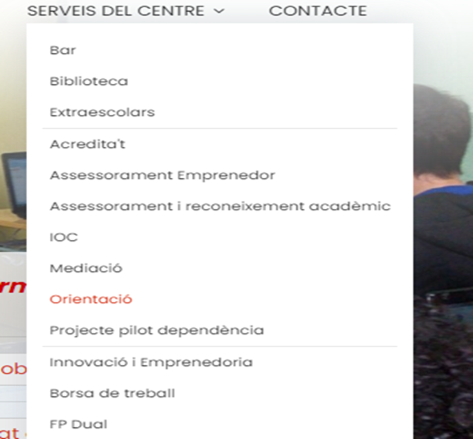 SERVEIS DEL CENTRE
CONTACTE
Bar
Biblioteca
Extraescolars
Acredita't
Assessorament Emprenedor
Assessorament i reconeixement acadèmic
IOC
Mediació
Orientació
Projecte pilot dependència
Innovació i Emprenedoria
Borsa de treball
FP Dual